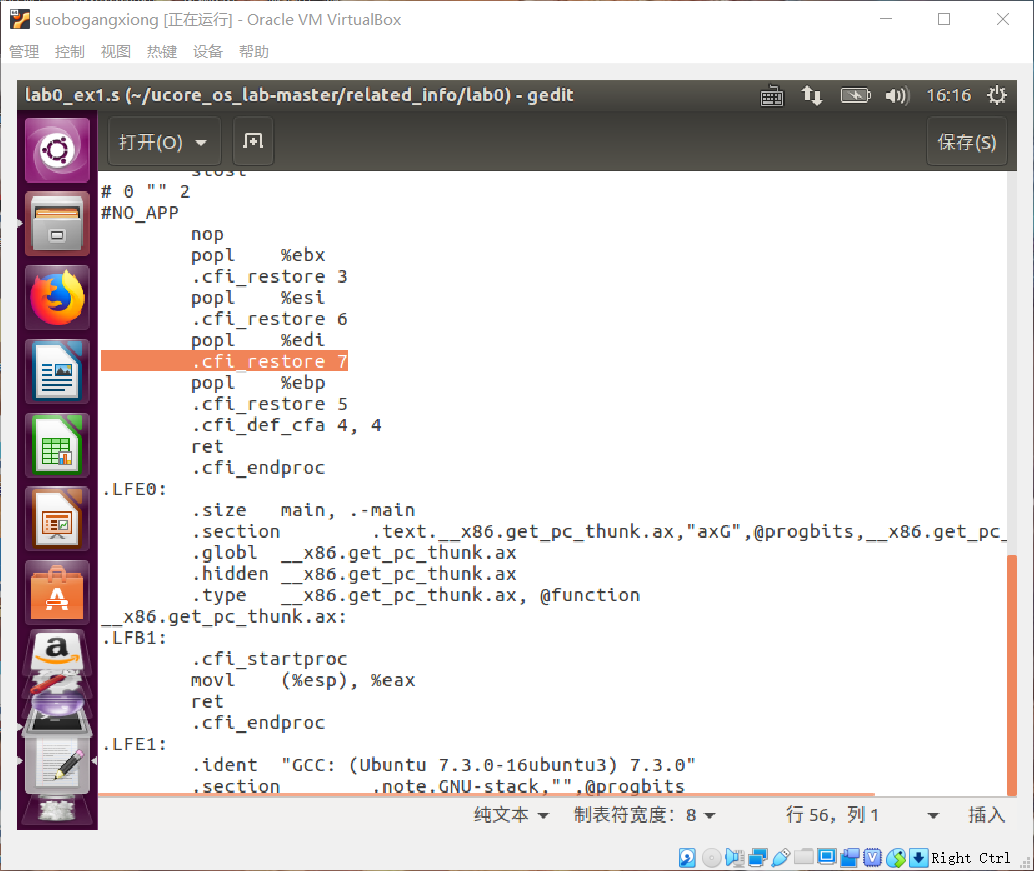 suobogangxiong [正在运行] - Oracle VM VirtualBox
管理 控制 视图 热键 设备 帮助
lab0_ex1.s (~/ucore_os_lab-master/related_info/lab0) - gedit 16:16
打开(O) 保存(S)
# 0 "" 2
#NO_APP
nop
popl %ebx
.cfi_restore 3
popl %esi
.cfi_restore 6
popl %edi
.cfi_restore 7
popl %ebp
.cfi_restore 5
.cfi_def_cfa 4, 4
ret
.cfi_endproc
.LFE0:
.size main, .-main
.section .text.__x86.get_pc_thunk.ax,"axG",@progbits,__x86.get_pc_
.globl __x86.get_pc_thunk.ax
.hidden __x86.get_pc_thunk.ax
.type __x86.get_pc_thunk.ax, @function
__x86.get_pc_thunk.ax:
.LFB1:
.cfi_startproc
movl (%esp), %eax
ret
.cfi_endproc
.LFE1:
.ident "GCC: (Ubuntu 7.3.0-16ubuntu3) 7.3.0"
.section .note.GNU-stack,"",@progbits
纯文本 制表符宽度: 8 行 56, 列 1 插入
Right Ctrl